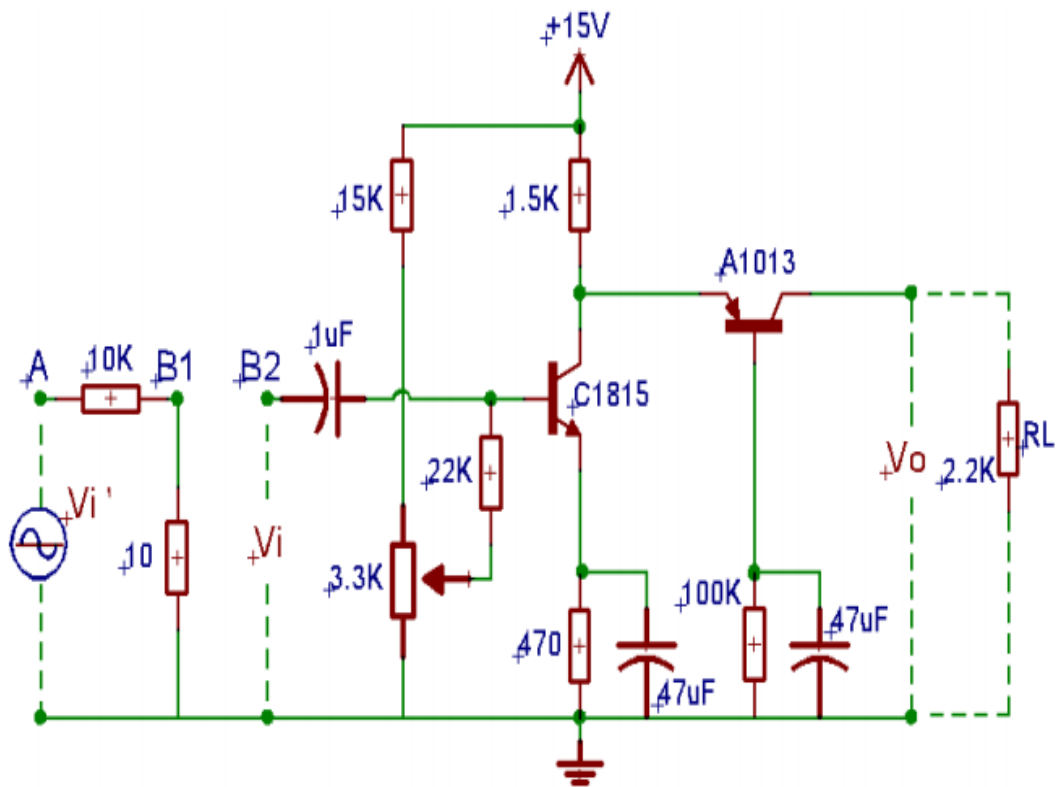 +15V
15K
1.5K
A1013
1uF
A
10K
B1
B2
C1815
Vi'
10
Vi
22K
3.3K
Vo
RL
2.2K
470
47uF
100K
47uF